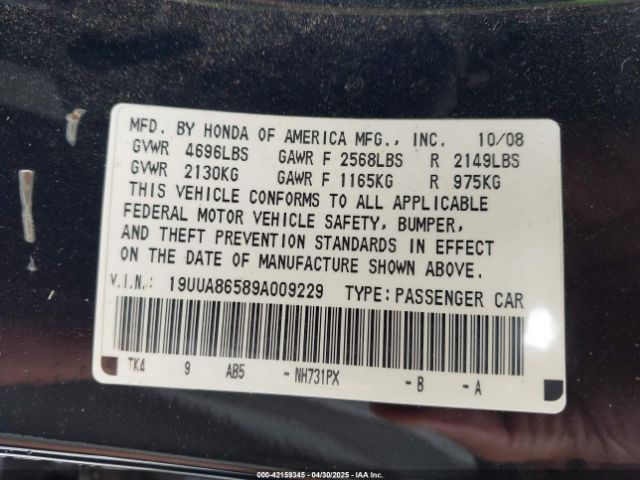 MFD. BY HONDA OF AMERICA MFG., INC. 10/08
GVWR 4696LBS GAWR F 2568LBS R 2149LBS
GVWR 2130KG GAWR F 1165KG R 975KG
THIS VEHICLE CONFORMS TO ALL APPLICABLE
FEDERAL MOTOR VEHICLE SAFETY, BUMPER,
AND THEFT PREVENTION STANDARDS IN EFFECT
ON THE DATE OF MANUFACTURE SHOWN ABOVE.
V.I.N.: 19UUA86589A009229 TYPE:PASSENGER CAR
TK4 9 AB5 -NH731PX -B -A
000-42159345 - 04/30/2025 - IAA Inc.